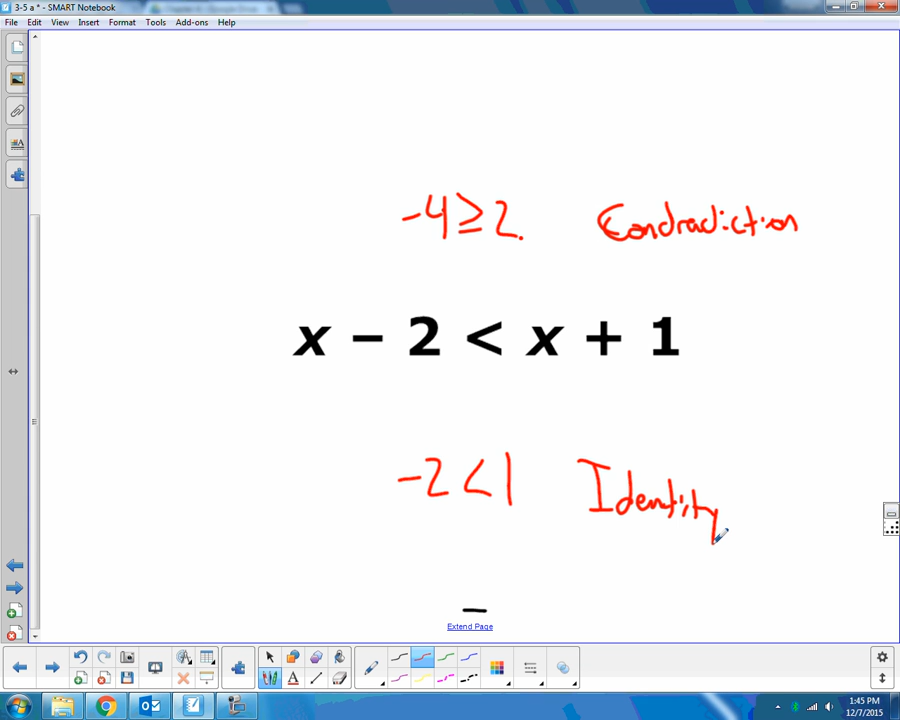 3-5 a * - SMART Notebook
File Edit View Insert Format Tools Add-ons Help
-4 ≥ 2.
Condradiction
x − 2 < x + 1
-2 < 1
Identity
Extend Page
1:45 PM
12/7/2015